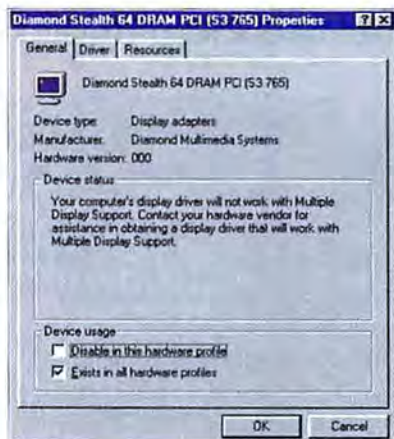 Diamond Stealth 64 DRAM PCI (S3 765) Properties
General Driver Resources
Diamond Stealth 64 DRAM PCI (S3 765)
Device type: Display adapters
Manufacturer: Diamond Multimedia Systems
Hardware version: 000
Device status
Your computer's display driver will not work with Multiple
Display Support. Contact your hardware vendor for
assistance in obtaining a display driver that will work with
Multiple Display Support.
Device usage
Disable in this hardware profile
Exists in all hardware profiles
OK Cancel